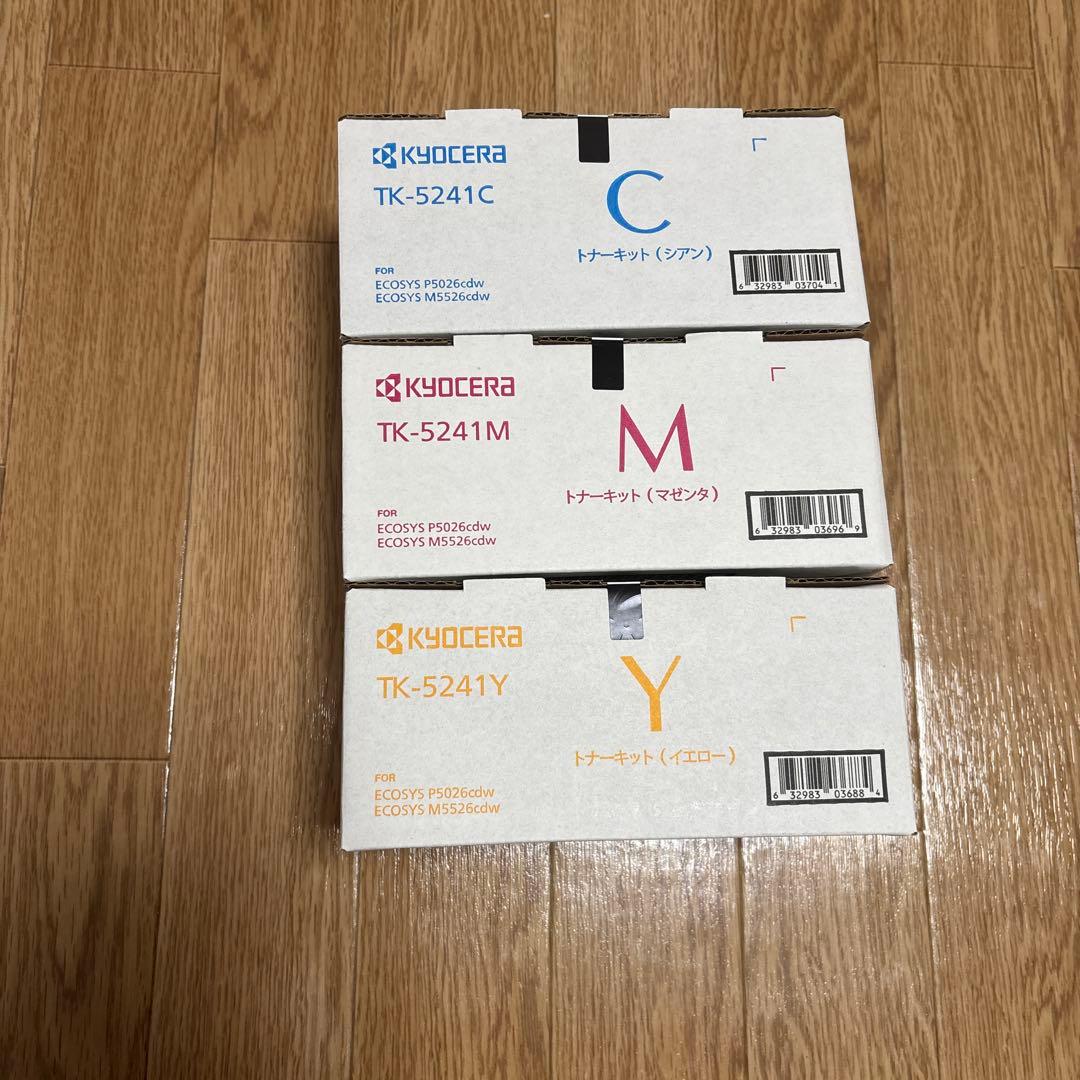 KYOCERA
TK-5241C
C
トナーキット（シアン）
FOR
ECOSYS P5026cdw
ECOSYS M5526cdw
6 32983 03704 1
KYOCERA
TK-5241M
M
トナーキット（マゼンタ）
FOR
ECOSYS P5026cdw
ECOSYS M5526cdw
6 32983 03696 9
KYOCERA
TK-5241Y
Y
トナーキット（イエロー）
FOR
ECOSYS P5026cdw
ECOSYS M5526cdw
6 32983 03688 4